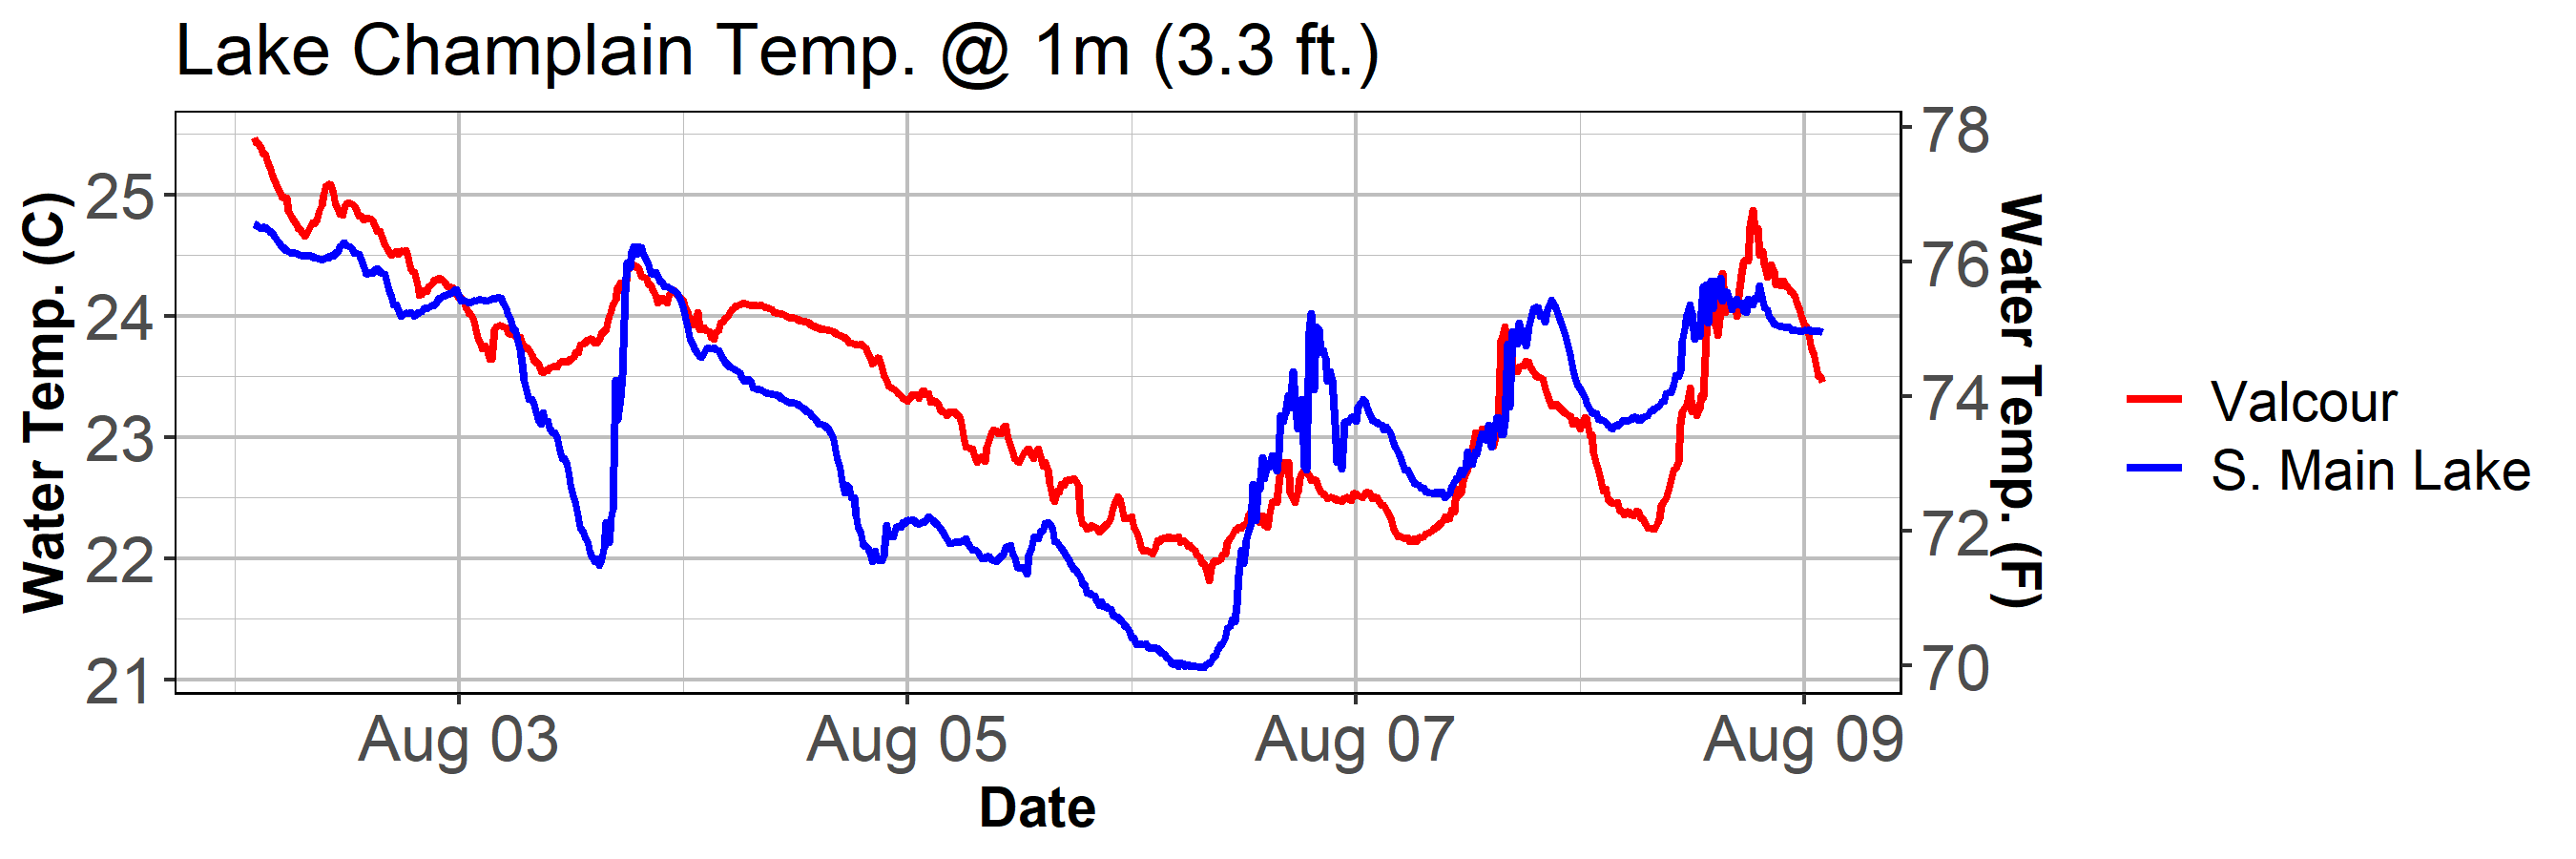 Lake Champlain Temp. @ 1m (3.3 ft.)
Water Temp. (C)
25
24
23
22
21
78
76
74
72
70
Water Temp. (F)
Aug 03
Aug 05
Aug 07
Aug 09
Date
Valcour
S. Main Lake